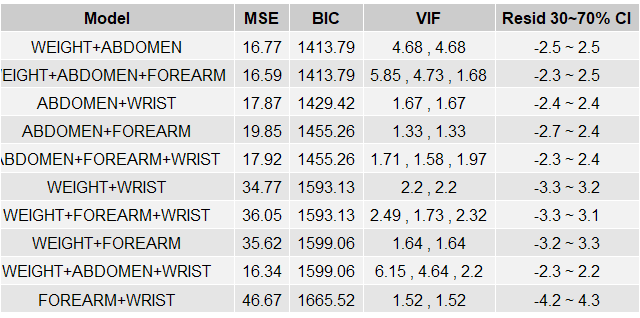 Model MSE BIC VIF Resid 30~70% CI
WEIGHT+ABDOMEN 16.77 1413.79 4.68 , 4.68 -2.5 ~ 2.5
EIGHT+ABDOMEN+FOREARM 16.59 1413.79 5.85 , 4.73 , 1.68 -2.3 ~ 2.5
ABDOMEN+WRIST 17.87 1429.42 1.67 , 1.67 -2.4 ~ 2.4
ABDOMEN+FOREARM 19.85 1455.26 1.33 , 1.33 -2.7 ~ 2.4
ABDOMEN+FOREARM+WRIST 17.92 1455.26 1.71 , 1.58 , 1.97 -2.3 ~ 2.4
WEIGHT+WRIST 34.77 1593.13 2.2 , 2.2 -3.3 ~ 3.2
WEIGHT+FOREARM+WRIST 36.05 1593.13 2.49 , 1.73 , 2.32 -3.3 ~ 3.1
WEIGHT+FOREARM 35.62 1599.06 1.64 , 1.64 -3.2 ~ 3.3
WEIGHT+ABDOMEN+WRIST 16.34 1599.06 6.15 , 4.64 , 2.2 -2.3 ~ 2.2
FOREARM+WRIST 46.67 1665.52 1.52 , 1.52 -4.2 ~ 4.3